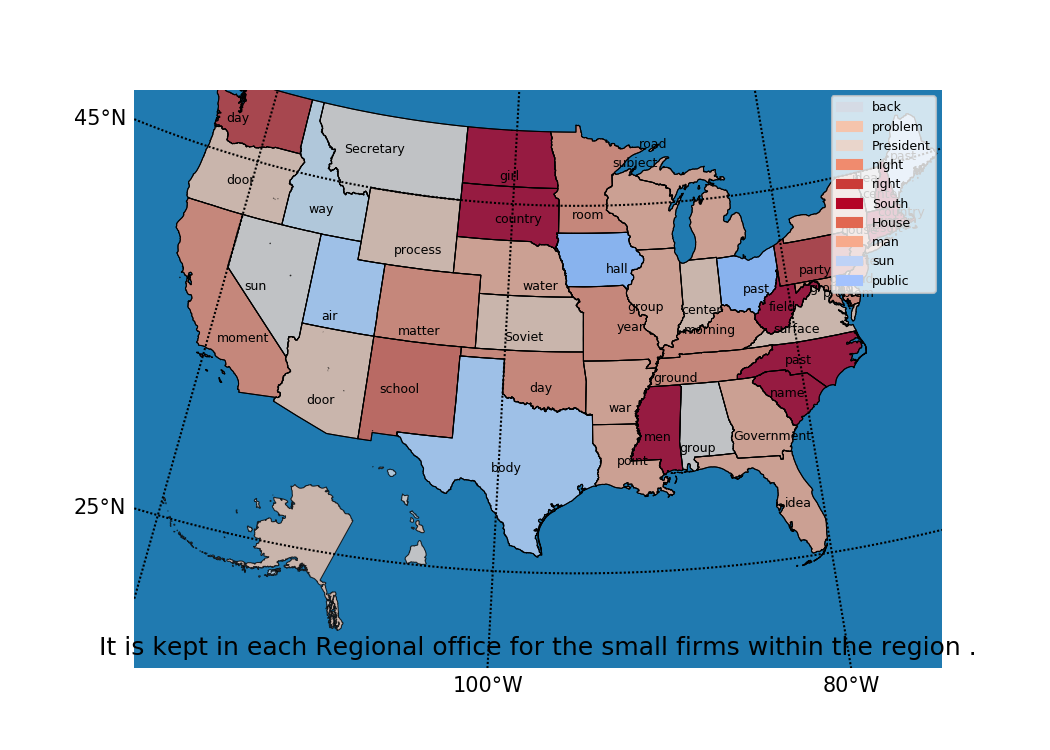 45°N
25°N
100°W
80°W
back
problem
President
night
right
South
House
man
sun
public
day
Secretary
road
subject
door
girl
way
country
room
process
hall
sun
water
past
party
air
group
center
field
moment
matter
Soviet
year
morning
surface
door
school
day
ground
past
war
name
men
group
Government
body
point
idea
It is kept in each Regional office for the small firms within the region .